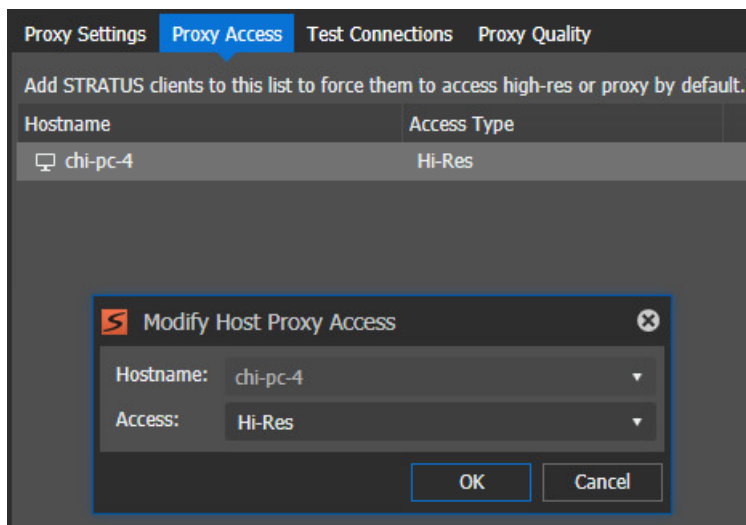 Proxy Settings Proxy Access Test Connections Proxy Quality
Add STRATUS clients to this list to force them to access high-res or proxy by default.
Hostname Access Type
chi-pc-4 Hi-Res
Modify Host Proxy Access
Hostname: chi-pc-4
Access: Hi-Res
OK Cancel